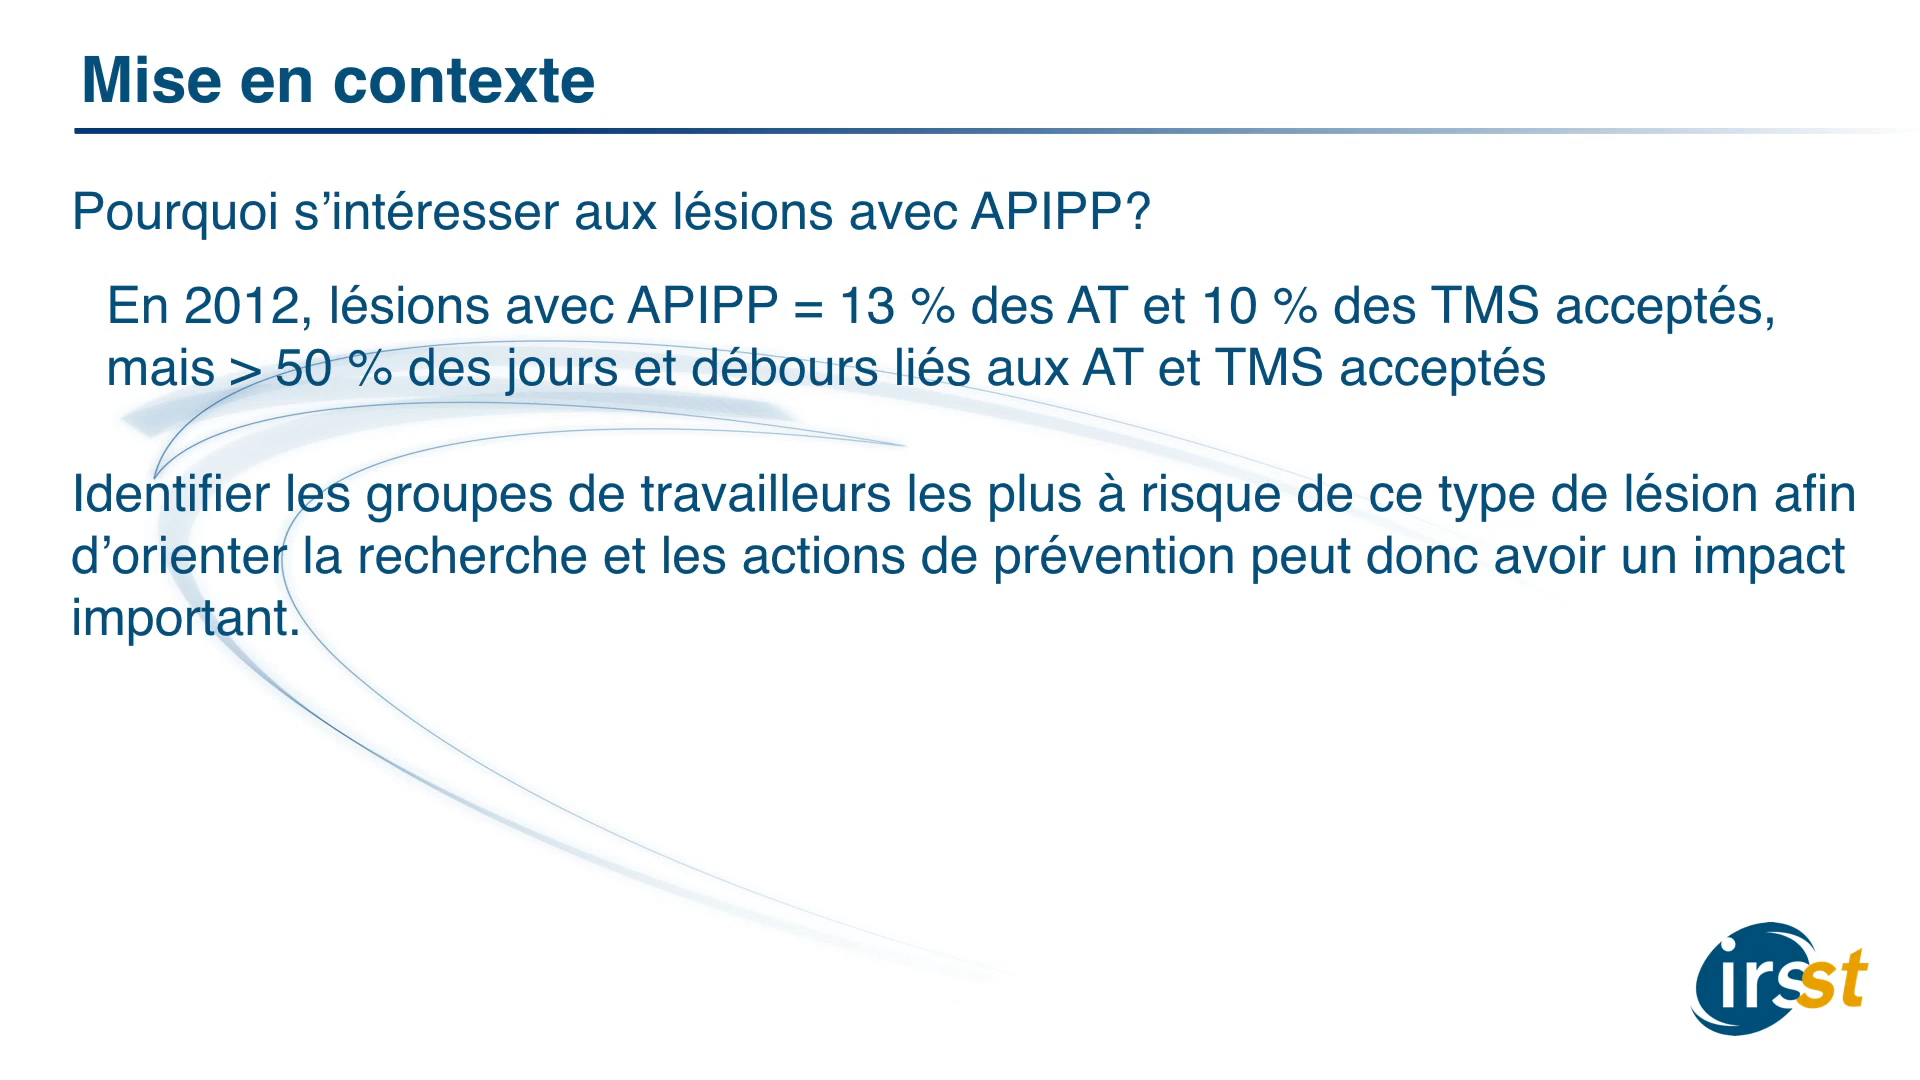 Mise en contexte
Pourquoi s’intéresser aux lésions avec APIPP?
En 2012, lésions avec APIPP = 13 % des AT et 10 % des TMS acceptés,
mais > 50 % des jours et débours liés aux AT et TMS acceptés
Identifier les groupes de travailleurs les plus à risque de ce type de lésion afin
d’orienter la recherche et les actions de prévention peut donc avoir un impact
important.
irsst